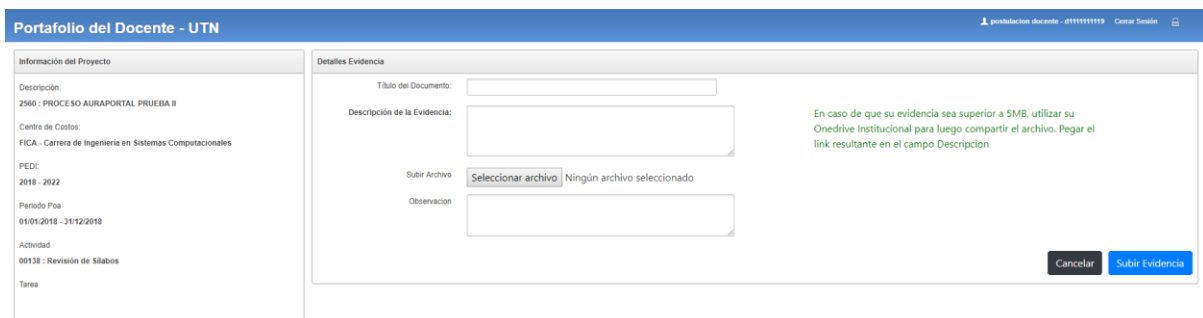 Portafolio del Docente - UTN
postulacion docente - d1111111119 Cerrar Sesión
Información del Proyecto
Descripción:
2560 : PROCESO AURAPORTAL PRUEBA II
Centro de Costos:
FICA - Carrera de Ingeniería en Sistemas Computacionales
PEDI:
2018 - 2022
Periodo Poa
01/01/2018 - 31/12/2018
Actividad
00138 : Revisión de Sílabos
Tarea
Detalles Evidencia
Título del Documento:
Descripción de la Evidencia:
En caso de que su evidencia sea superior a 5MB, utilizar su
Onedrive Institucional para luego compartir el archivo. Pegar el
link resultante en el campo Descripcion
Subir Archivo
Seleccionar archivo Ningún archivo seleccionado
Observacion
Cancelar
Subir Evidencia